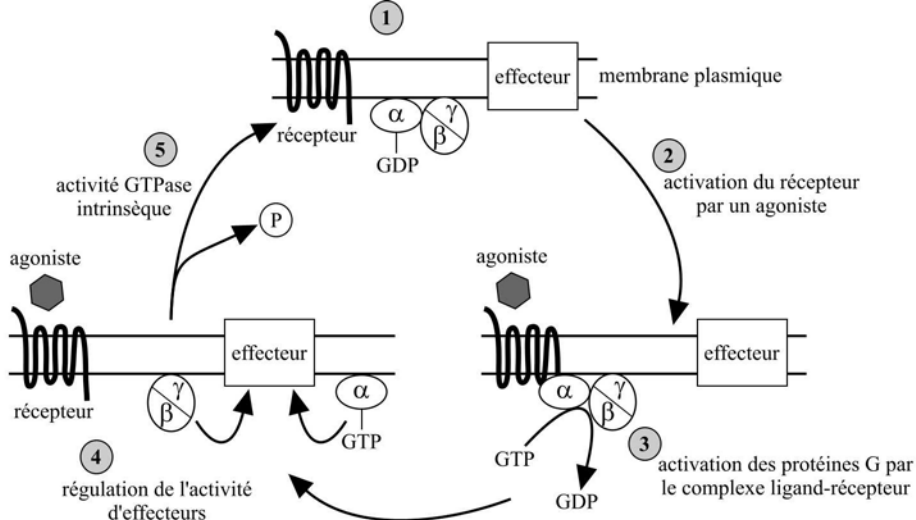 1
effecteur
membrane plasmique
α
γ
β
récepteur
GDP
5
activité GTPase
intrinsèque
P
2
activation du récepteur
par un agoniste
agoniste
effecteur
récepteur
γ
β
α
GTP
4
régulation de l'activité
d'effecteurs
agoniste
effecteur
α
γ
β
GTP
GDP
3
activation des protéines G par
le complexe ligand-récepteur